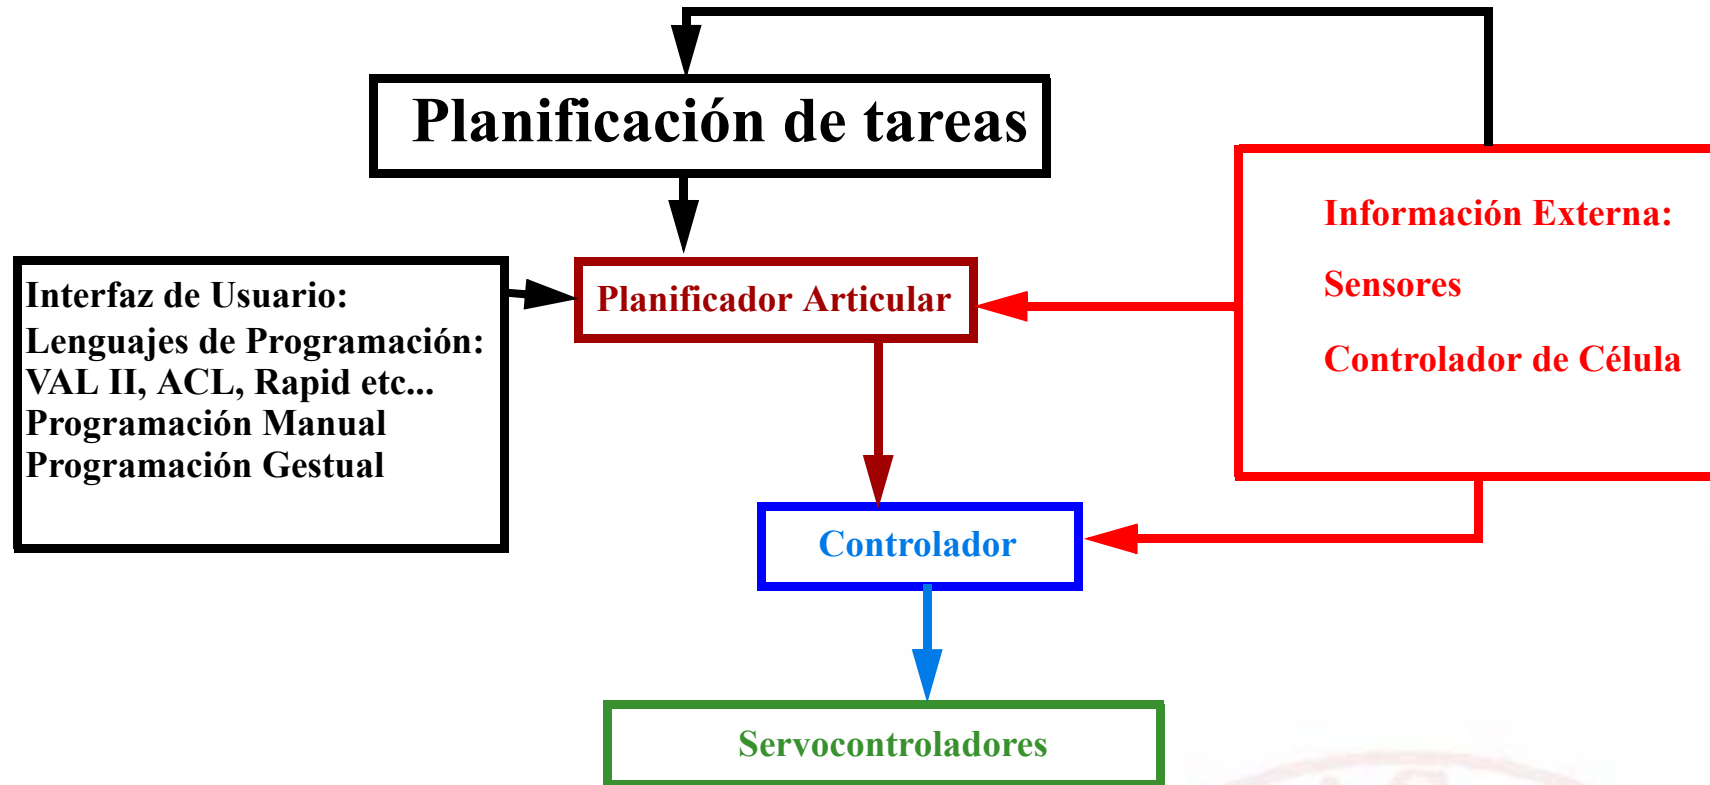 Planificación de tareas
Información Externa:
Sensores
Controlador de Célula
Interfaz de Usuario:
Lenguajes de Programación:
VAL II, ACL, Rapid etc...
Programación Manual
Programación Gestual
Planificador Articular
Controlador
Servocontroladores